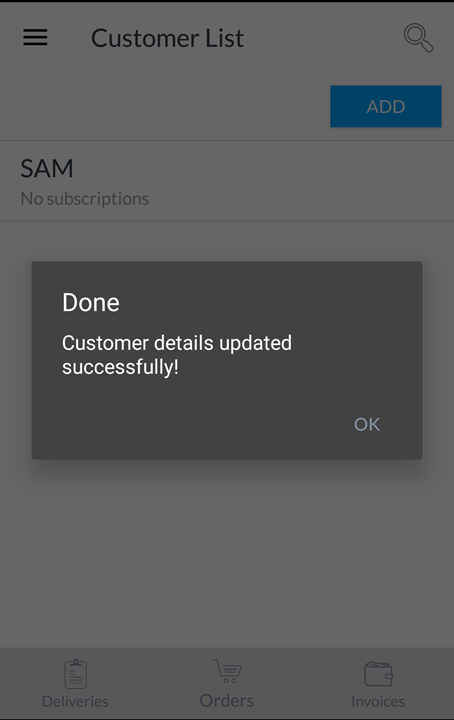 Customer List
ADD
SAM
No subscriptions
Done
Customer details updated
successfully!
OK
Deliveries
Orders
Invoices